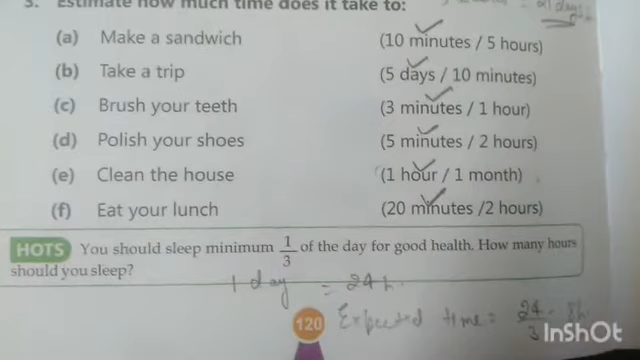 3. Estimate how much time does it take to:
(a) Make a sandwich (10 minutes / 5 hours)
(b) Take a trip (5 days / 10 minutes)
(c) Brush your teeth (3 minutes / 1 hour)
(d) Polish your shoes (5 minutes / 2 hours)
(e) Clean the house (1 hour / 1 month)
(f) Eat your lunch (20 minutes /2 hours)
HOTS You should sleep minimum 1/3 of the day for good health. How many hours
should you sleep?
1 day = 24 h
120 Expected time = 24/3 = 8h
InShOt